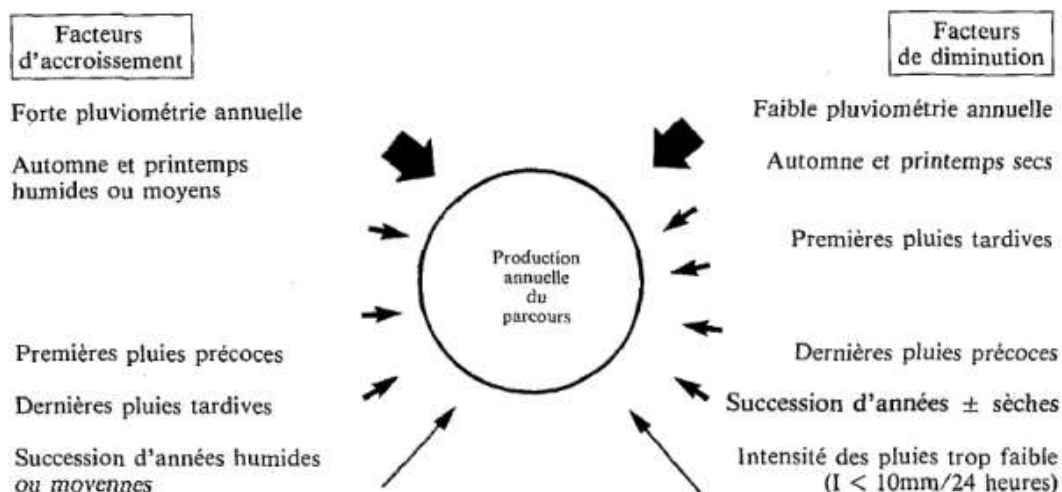 Facteurs
d'accroissement
Forte pluviométrie annuelle
Automne et printemps
humides ou moyens
Premières pluies précoces
Dernières pluies tardives
Succession d'années humides
ou moyennes
Production
annuelle
du
parcours
Facteurs
de diminution
Faible pluviométrie annuelle
Automne et printemps secs
Premières pluies tardives
Dernières pluies précoces
Succession d'années ± sèches
Intensité des pluies trop faible
(I < 10mm/24 heures)